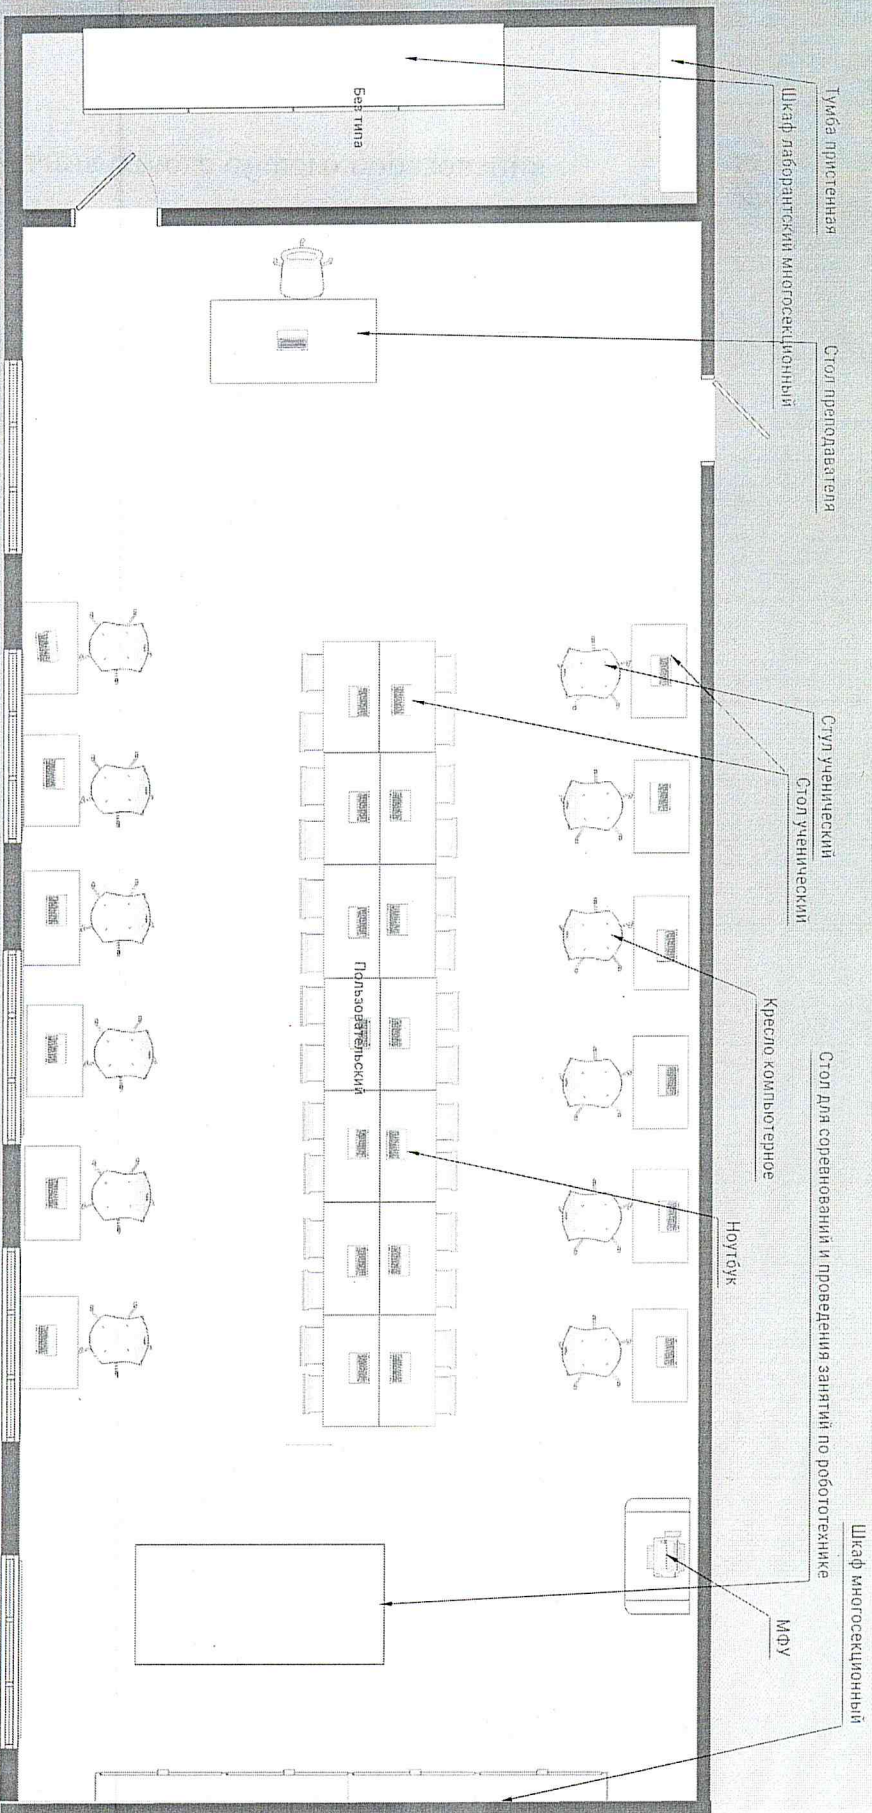 Тумба пристенная
Шкаф лаборантский многосекционный
Стол преподавателя
Стул ученический
Стол ученический
Кресло компьютерное
Ноутбук
Стол для соревнований и проведения занятий по робототехнике
МФУ
Шкаф многосекционный
Без типа
Пользовательский